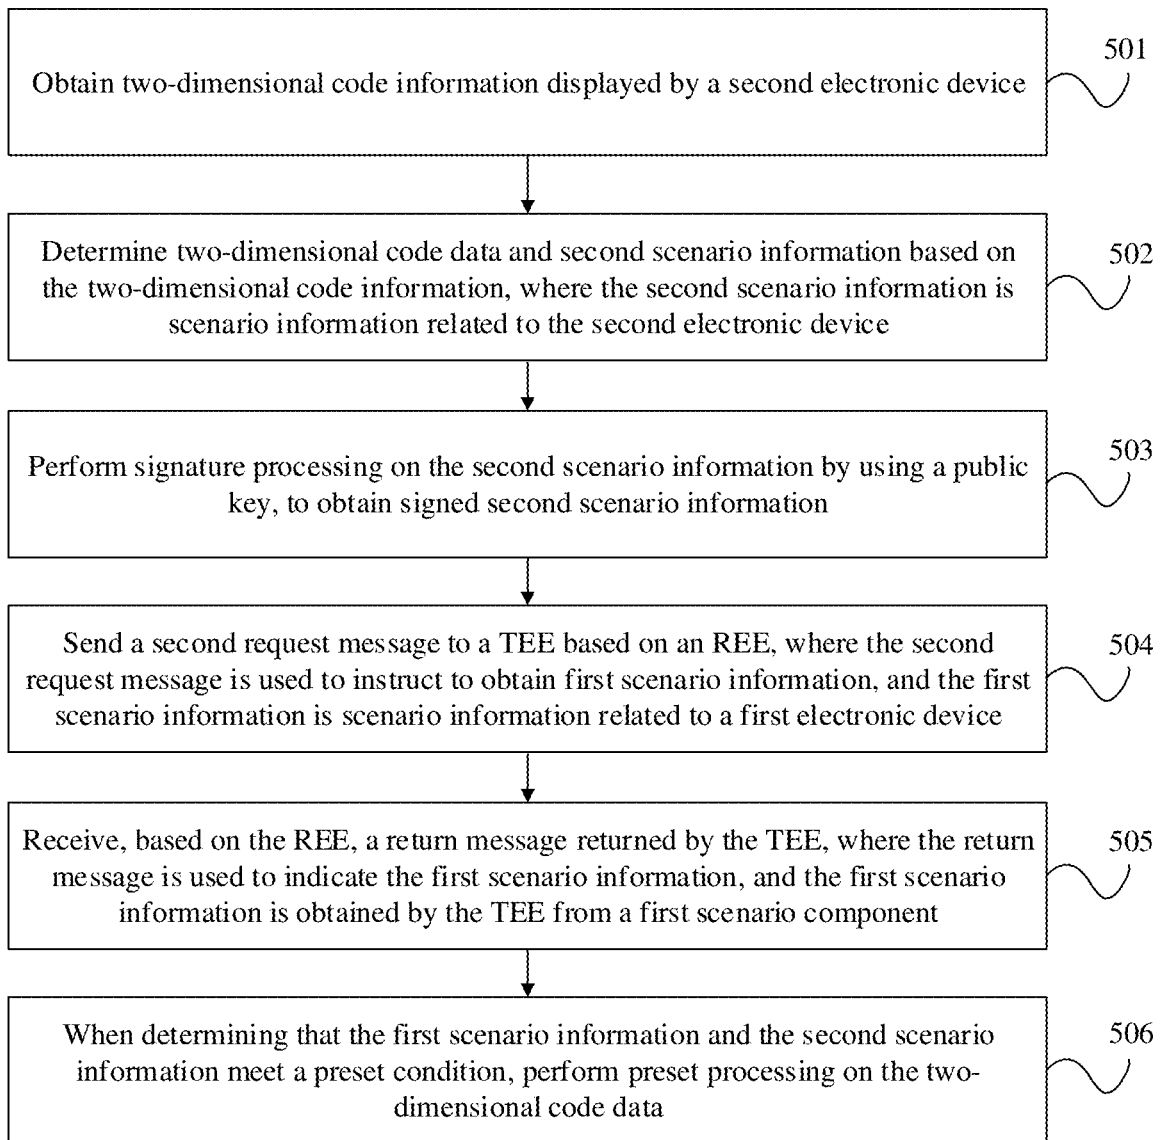 501
Obtain two-dimensional code information displayed by a second electronic device
502
Determine two-dimensional code data and second scenario information based on
the two-dimensional code information, where the second scenario information is
scenario information related to the second electronic device
503
Perform signature processing on the second scenario information by using a public
key, to obtain signed second scenario information
504
Send a second request message to a TEE based on an REE, where the second
request message is used to instruct to obtain first scenario information, and the first
scenario information is scenario information related to a first electronic device
505
Receive, based on the REE, a return message returned by the TEE, where the return
message is used to indicate the first scenario information, and the first scenario
information is obtained by the TEE from a first scenario component
506
When determining that the first scenario information and the second scenario
information meet a preset condition, perform preset processing on the two-
dimensional code data